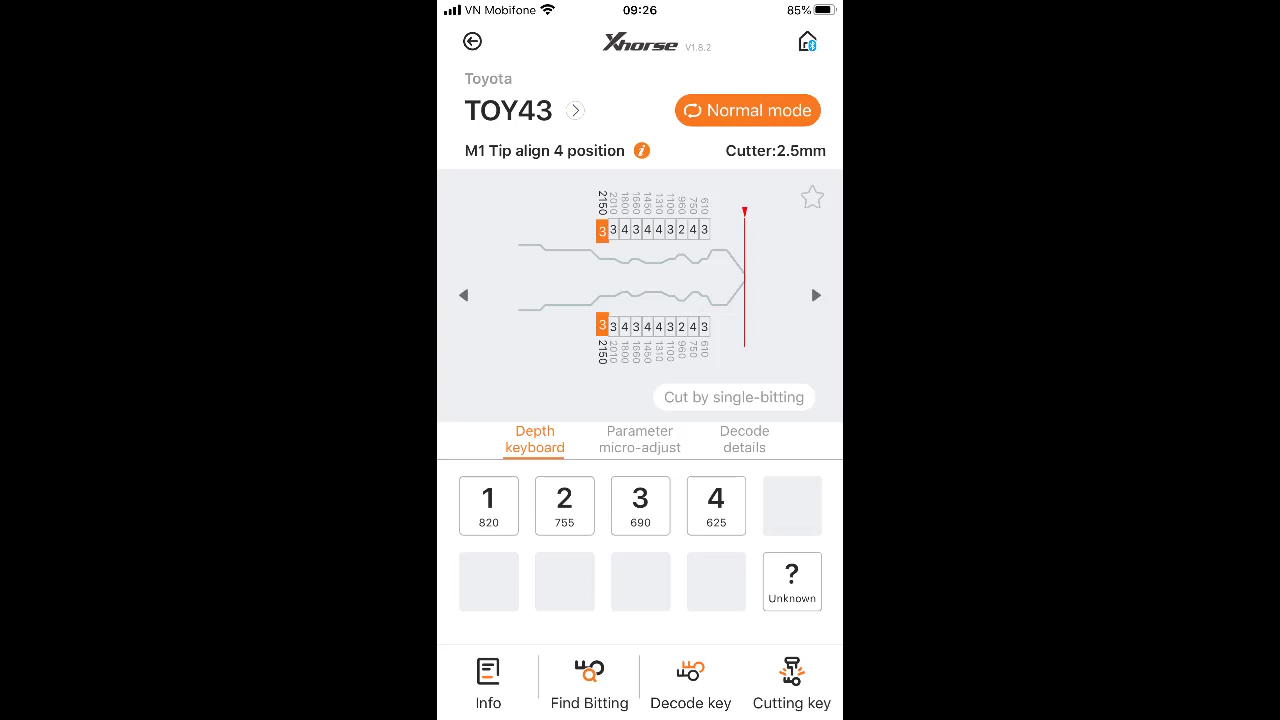 VN Mobifone 09:26 85%
Xhorse V1.8.2
Toyota
TOY43 Normal mode
M1 Tip align 4 position i Cutter:2.5mm
2150 2010 1800 1660 1450 1310 1100 960 750 610
3 3 4 3 4 4 3 2 4 3
3 3 4 3 4 4 3 2 4 3
2150 2010 1800 1660 1450 1310 1100 960 750 610
Cut by single-bitting
Depth keyboard
Parameter micro-adjust
Decode details
1 2 3 4
820 755 690 625
?
Unknown
Info Find Bitting Decode key Cutting key